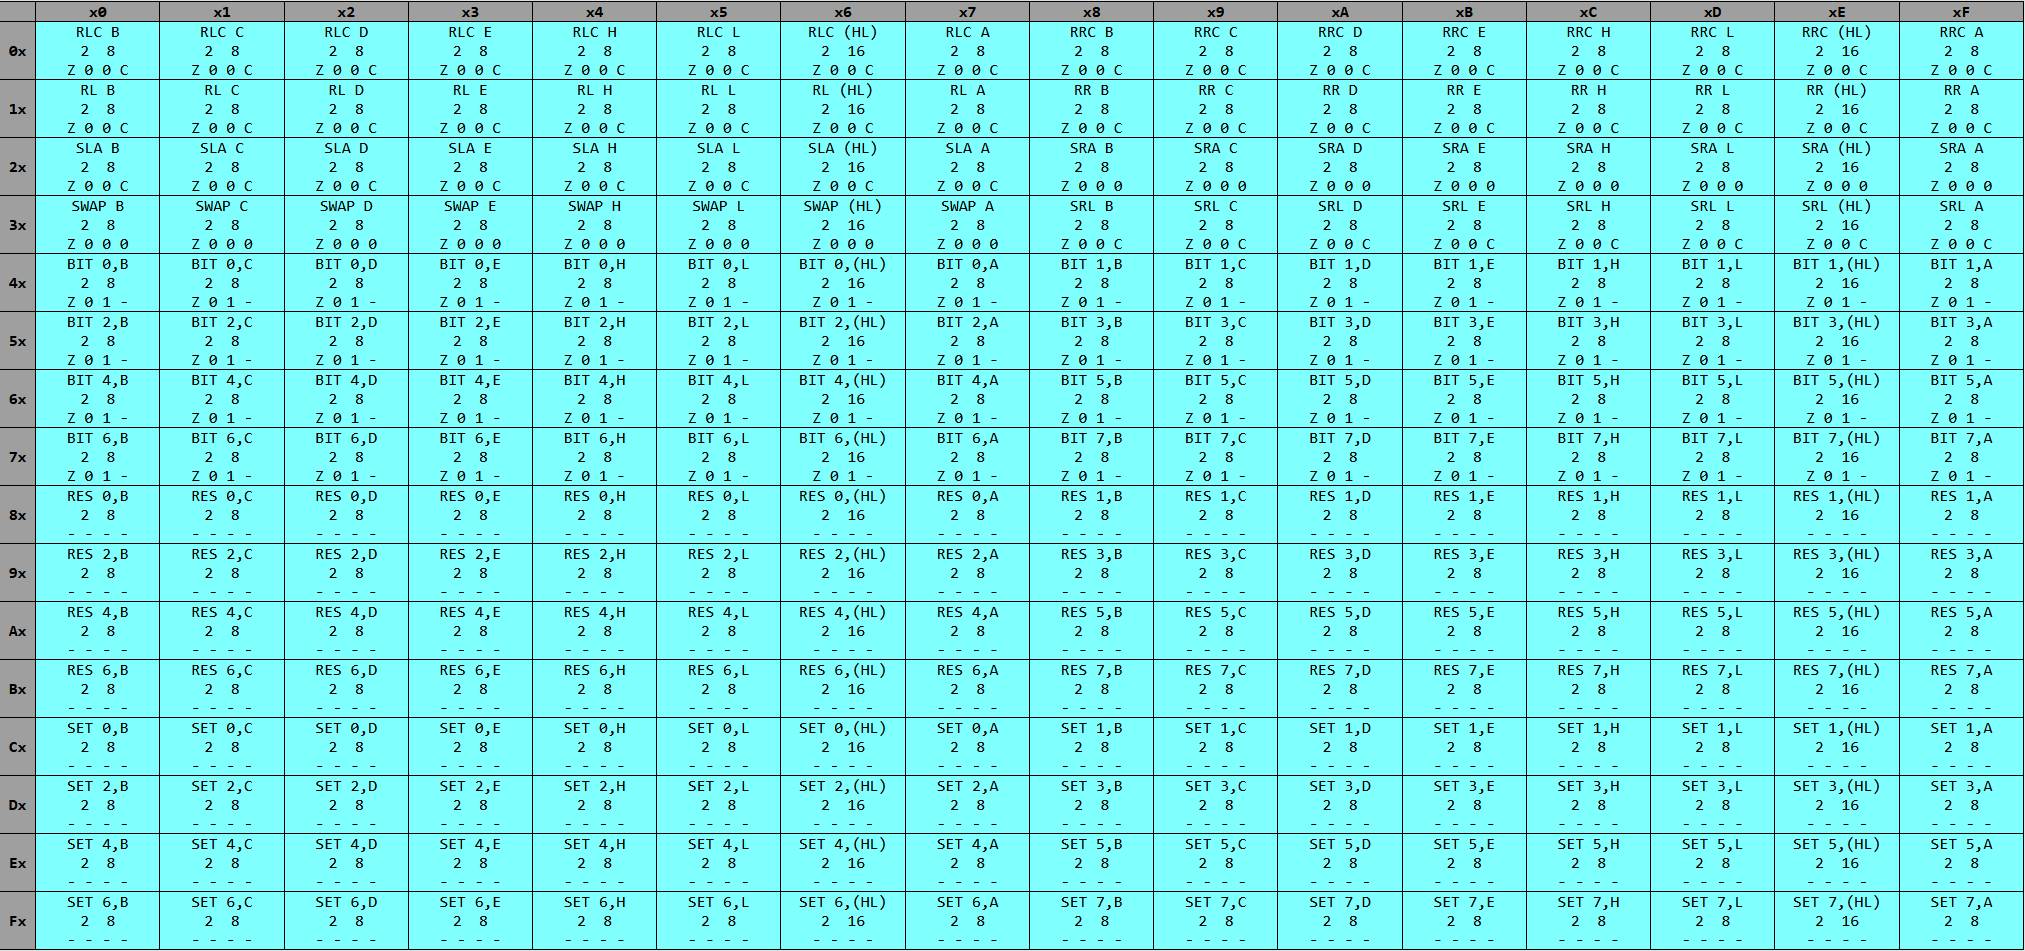 x0 x1 x2 x3 x4 x5 x6 x7 x8 x9 xA xB xC xD xE xF
RLC B RLC C RLC D RLC E RLC H RLC L RLC (HL) RLC A RRC B RRC C RRC D RRC E RRC H RRC L RRC (HL) RRC A
0x 2 8 2 8 2 8 2 8 2 8 2 8 2 16 2 8 2 8 2 8 2 8 2 8 2 8 2 8 2 16 2 8
Z 0 0 C Z 0 0 C Z 0 0 C Z 0 0 C Z 0 0 C Z 0 0 C Z 0 0 C Z 0 0 C Z 0 0 C Z 0 0 C Z 0 0 C Z 0 0 C Z 0 0 C Z 0 0 C Z 0 0 C Z 0 0 C
RL B RL C RL D RL E RL H RL L RL (HL) RL A RR B RR C RR D RR E RR H RR L RR (HL) RR A
1x 2 8 2 8 2 8 2 8 2 8 2 8 2 16 2 8 2 8 2 8 2 8 2 8 2 8 2 8 2 16 2 8
Z 0 0 C Z 0 0 C Z 0 0 C Z 0 0 C Z 0 0 C Z 0 0 C Z 0 0 C Z 0 0 C Z 0 0 C Z 0 0 C Z 0 0 C Z 0 0 C Z 0 0 C Z 0 0 C Z 0 0 C Z 0 0 C
SLA B SLA C SLA D SLA E SLA H SLA L SLA (HL) SLA A SRA B SRA C SRA D SRA E SRA H SRA L SRA (HL) SRA A
2x 2 8 2 8 2 8 2 8 2 8 2 8 2 16 2 8 2 8 2 8 2 8 2 8 2 8 2 8 2 16 2 8
Z 0 0 C Z 0 0 C Z 0 0 C Z 0 0 C Z 0 0 C Z 0 0 C Z 0 0 C Z 0 0 C Z 0 0 0 Z 0 0 0 Z 0 0 0 Z 0 0 0 Z 0 0 0 Z 0 0 0 Z 0 0 0 Z 0 0 0
SWAP B SWAP C SWAP D SWAP E SWAP H SWAP L SWAP (HL) SWAP A SRL B SRL C SRL D SRL E SRL H SRL L SRL (HL) SRL A
3x 2 8 2 8 2 8 2 8 2 8 2 8 2 16 2 8 2 8 2 8 2 8 2 8 2 8 2 8 2 16 2 8
Z 0 0 0 Z 0 0 0 Z 0 0 0 Z 0 0 0 Z 0 0 0 Z 0 0 0 Z 0 0 0 Z 0 0 0 Z 0 0 C Z 0 0 C Z 0 0 C Z 0 0 C Z 0 0 C Z 0 0 C Z 0 0 C Z 0 0 C
BIT 0,B BIT 0,C BIT 0,D BIT 0,E BIT 0,H BIT 0,L BIT 0,(HL) BIT 0,A BIT 1,B BIT 1,C BIT 1,D BIT 1,E BIT 1,H BIT 1,L BIT 1,(HL) BIT 1,A
4x 2 8 2 8 2 8 2 8 2 8 2 8 2 16 2 8 2 8 2 8 2 8 2 8 2 8 2 8 2 16 2 8
Z 0 1 - Z 0 1 - Z 0 1 - Z 0 1 - Z 0 1 - Z 0 1 - Z 0 1 - Z 0 1 - Z 0 1 - Z 0 1 - Z 0 1 - Z 0 1 - Z 0 1 - Z 0 1 - Z 0 1 - Z 0 1 -
BIT 2,B BIT 2,C BIT 2,D BIT 2,E BIT 2,H BIT 2,L BIT 2,(HL) BIT 2,A BIT 3,B BIT 3,C BIT 3,D BIT 3,E BIT 3,H BIT 3,L BIT 3,(HL) BIT 3,A
5x 2 8 2 8 2 8 2 8 2 8 2 8 2 16 2 8 2 8 2 8 2 8 2 8 2 8 2 8 2 16 2 8
Z 0 1 - Z 0 1 - Z 0 1 - Z 0 1 - Z 0 1 - Z 0 1 - Z 0 1 - Z 0 1 - Z 0 1 - Z 0 1 - Z 0 1 - Z 0 1 - Z 0 1 - Z 0 1 - Z 0 1 - Z 0 1 -
BIT 4,B BIT 4,C BIT 4,D BIT 4,E BIT 4,H BIT 4,L BIT 4,(HL) BIT 4,A BIT 5,B BIT 5,C BIT 5,D BIT 5,E BIT 5,H BIT 5,L BIT 5,(HL) BIT 5,A
6x 2 8 2 8 2 8 2 8 2 8 2 8 2 16 2 8 2 8 2 8 2 8 2 8 2 8 2 8 2 16 2 8
Z 0 1 - Z 0 1 - Z 0 1 - Z 0 1 - Z 0 1 - Z 0 1 - Z 0 1 - Z 0 1 - Z 0 1 - Z 0 1 - Z 0 1 - Z 0 1 - Z 0 1 - Z 0 1 - Z 0 1 - Z 0 1 -
BIT 6,B BIT 6,C BIT 6,D BIT 6,E BIT 6,H BIT 6,L BIT 6,(HL) BIT 6,A BIT 7,B BIT 7,C BIT 7,D BIT 7,E BIT 7,H BIT 7,L BIT 7,(HL) BIT 7,A
7x 2 8 2 8 2 8 2 8 2 8 2 8 2 16 2 8 2 8 2 8 2 8 2 8 2 8 2 8 2 16 2 8
Z 0 1 - Z 0 1 - Z 0 1 - Z 0 1 - Z 0 1 - Z 0 1 - Z 0 1 - Z 0 1 - Z 0 1 - Z 0 1 - Z 0 1 - Z 0 1 - Z 0 1 - Z 0 1 - Z 0 1 - Z 0 1 -
RES 0,B RES 0,C RES 0,D RES 0,E RES 0,H RES 0,L RES 0,(HL) RES 0,A RES 1,B RES 1,C RES 1,D RES 1,E RES 1,H RES 1,L RES 1,(HL) RES 1,A
8x 2 8 2 8 2 8 2 8 2 8 2 8 2 16 2 8 2 8 2 8 2 8 2 8 2 8 2 8 2 16 2 8
- - - - - - - - - - - - - - - - - - - - - - - - - - - - - - - - - - - - - - - - - - - - - - - - - - - - - - - - - - - - - - - -
RES 2,B RES 2,C RES 2,D RES 2,E RES 2,H RES 2,L RES 2,(HL) RES 2,A RES 3,B RES 3,C RES 3,D RES 3,E RES 3,H RES 3,L RES 3,(HL) RES 3,A
9x 2 8 2 8 2 8 2 8 2 8 2 8 2 16 2 8 2 8 2 8 2 8 2 8 2 8 2 8 2 16 2 8
- - - - - - - - - - - - - - - - - - - - - - - - - - - - - - - - - - - - - - - - - - - - - - - - - - - - - - - - - - - - - - - -
RES 4,B RES 4,C RES 4,D RES 4,E RES 4,H RES 4,L RES 4,(HL) RES 4,A RES 5,B RES 5,C RES 5,D RES 5,E RES 5,H RES 5,L RES 5,(HL) RES 5,A
Ax 2 8 2 8 2 8 2 8 2 8 2 8 2 16 2 8 2 8 2 8 2 8 2 8 2 8 2 8 2 16 2 8
- - - - - - - - - - - - - - - - - - - - - - - - - - - - - - - - - - - - - - - - - - - - - - - - - - - - - - - - - - - - - - - -
RES 6,B RES 6,C RES 6,D RES 6,E RES 6,H RES 6,L RES 6,(HL) RES 6,A RES 7,B RES 7,C RES 7,D RES 7,E RES 7,H RES 7,L RES 7,(HL) RES 7,A
Bx 2 8 2 8 2 8 2 8 2 8 2 8 2 16 2 8 2 8 2 8 2 8 2 8 2 8 2 8 2 16 2 8
- - - - - - - - - - - - - - - - - - - - - - - - - - - - - - - - - - - - - - - - - - - - - - - - - - - - - - - - - - - - - - - -
SET 0,B SET 0,C SET 0,D SET 0,E SET 0,H SET 0,L SET 0,(HL) SET 0,A SET 1,B SET 1,C SET 1,D SET 1,E SET 1,H SET 1,L SET 1,(HL) SET 1,A
Cx 2 8 2 8 2 8 2 8 2 8 2 8 2 16 2 8 2 8 2 8 2 8 2 8 2 8 2 8 2 16 2 8
- - - - - - - - - - - - - - - - - - - - - - - - - - - - - - - - - - - - - - - - - - - - - - - - - - - - - - - - - - - - - - - -
SET 2,B SET 2,C SET 2,D SET 2,E SET 2,H SET 2,L SET 2,(HL) SET 2,A SET 3,B SET 3,C SET 3,D SET 3,E SET 3,H SET 3,L SET 3,(HL) SET 3,A
Dx 2 8 2 8 2 8 2 8 2 8 2 8 2 16 2 8 2 8 2 8 2 8 2 8 2 8 2 8 2 16 2 8
- - - - - - - - - - - - - - - - - - - - - - - - - - - - - - - - - - - - - - - - - - - - - - - - - - - - - - - - - - - - - - - -
SET 4,B SET 4,C SET 4,D SET 4,E SET 4,H SET 4,L SET 4,(HL) SET 4,A SET 5,B SET 5,C SET 5,D SET 5,E SET 5,H SET 5,L SET 5,(HL) SET 5,A
Ex 2 8 2 8 2 8 2 8 2 8 2 8 2 16 2 8 2 8 2 8 2 8 2 8 2 8 2 8 2 16 2 8
- - - - - - - - - - - - - - - - - - - - - - - - - - - - - - - - - - - - - - - - - - - - - - - - - - - - - - - - - - - - - - - -
SET 6,B SET 6,C SET 6,D SET 6,E SET 6,H SET 6,L SET 6,(HL) SET 6,A SET 7,B SET 7,C SET 7,D SET 7,E SET 7,H SET 7,L SET 7,(HL) SET 7,A
Fx 2 8 2 8 2 8 2 8 2 8 2 8 2 16 2 8 2 8 2 8 2 8 2 8 2 8 2 8 2 16 2 8
- - - - - - - - - - - - - - - - - - - - - - - - - - - - - - - - - - - - - - - - - - - - - - - - - - - - - - - - - - - - - - - -